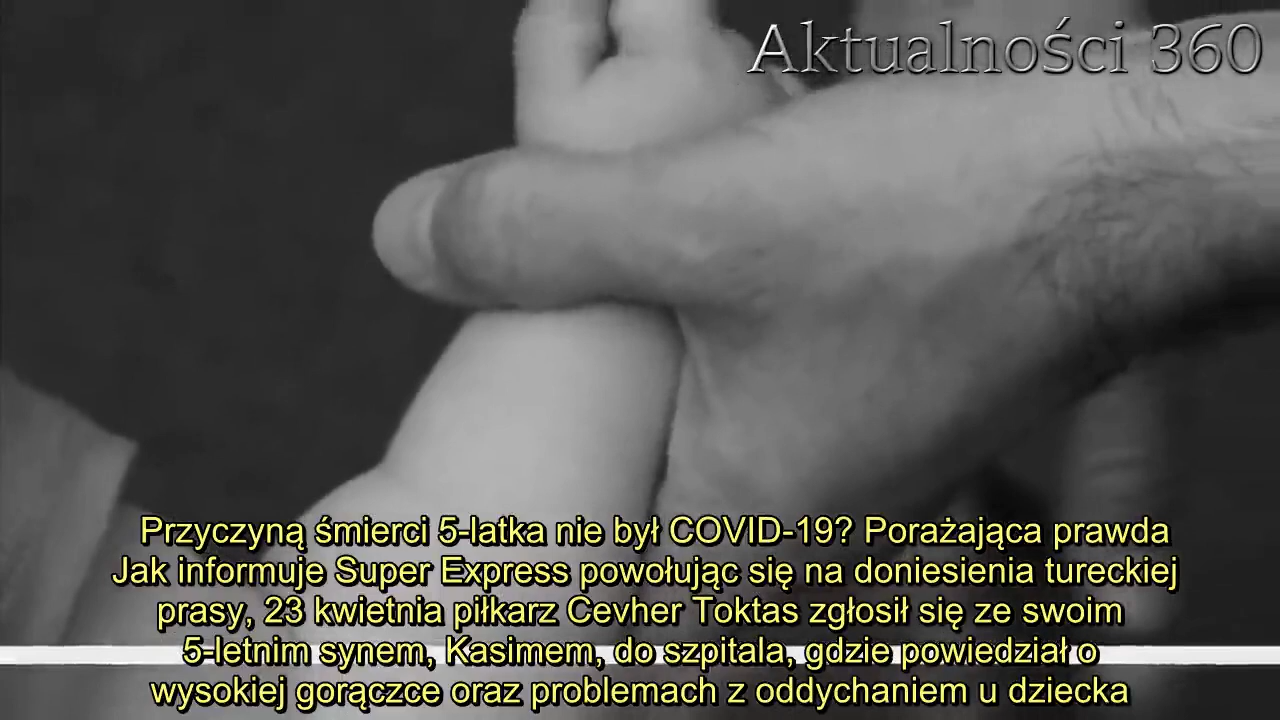 Aktualności 360
Przyczyną śmierci 5-latka nie był COVID-19? Porażająca prawda
Jak informuje Super Express powołując się na doniesienia tureckiej
prasy, 23 kwietnia piłkarz Cevher Toktas zgłosił się ze swoim
5-letnim synem, Kasimem, do szpitala, gdzie powiedział o
wysokiej gorączce oraz problemach z oddychaniem u dziecka